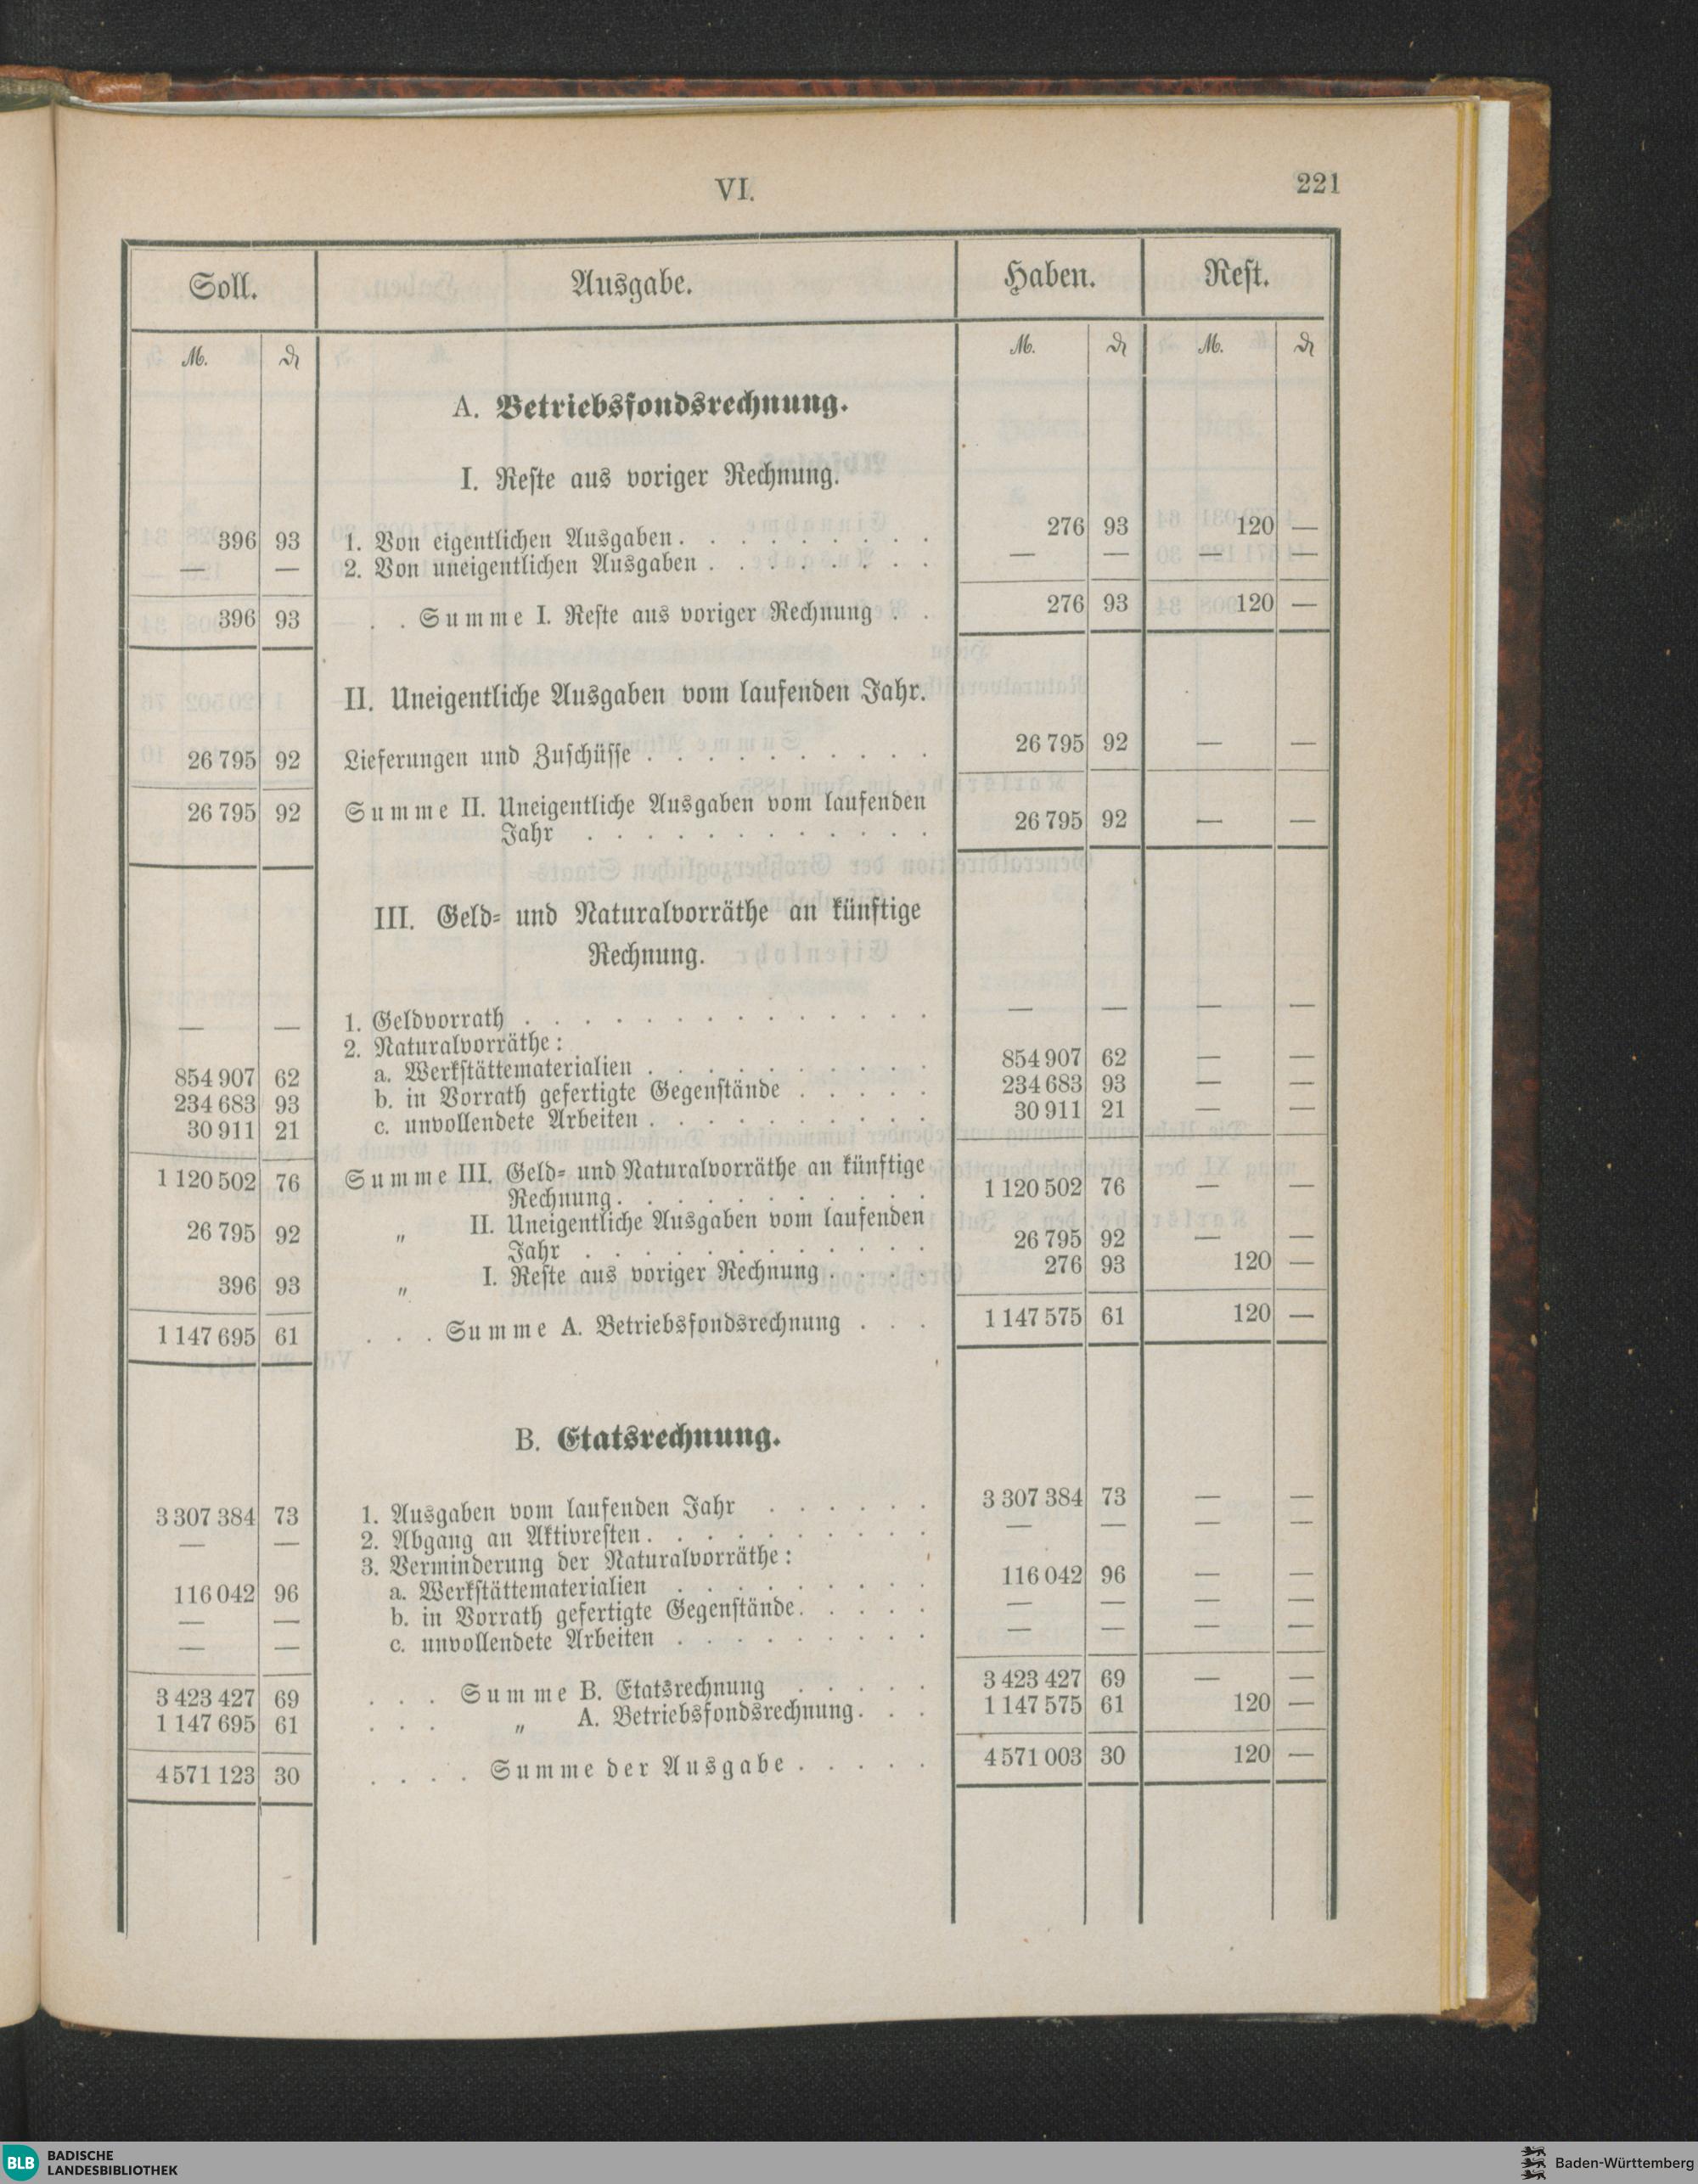 VI.
221
Soll. Ausgabe. Haben. Rest.
M. ₰ M. ₰ M. ₰
A. Betriebsfondsrechnung.
I. Reste aus voriger Rechnung.
396 93 1. Von eigentlichen Ausgaben . . . . . . . . . 276 93 120 —
— — 2. Von uneigentlichen Ausgaben . . . . . . . . — — — —
396 93 . . Summe I. Reste aus voriger Rechnung . . 276 93 120 —
II. Uneigentliche Ausgaben vom laufenden Jahr.
26 795 92 Lieferungen und Zuschüsse . . . . . . . . . . 26 795 92 — —
26 795 92 Summe II. Uneigentliche Ausgaben vom laufenden
Jahr . . . . . . . . . . . . 26 795 92 — —
III. Geld- und Naturalvorräthe an künftige
Rechnung.
— — 1. Geldvorrath . . . . . . . . . . . . . . — — — —
2. Naturalvorräthe:
854 907 62 a. Werkstättematerialien . . . . . . . . . . 854 907 62 — —
234 683 93 b. in Vorrath gefertigte Gegenstände . . . . . 234 683 93 — —
30 911 21 c. unvollendete Arbeiten . . . . . . . . . . 30 911 21 — —
1 120 502 76 Summe III. Geld- und Naturalvorräthe an künftige
Rechnung . . . . . . . . . . . 1 120 502 76 — —
26 795 92 „ II. Uneigentliche Ausgaben vom laufenden
Jahr . . . . . . . . . . . . 26 795 92 — —
396 93 „ I. Reste aus voriger Rechnung . . . . 276 93 120 —
1 147 695 61 . . . Summe A. Betriebsfondsrechnung . . . 1 147 575 61 120 —
B. Etatsrechnung.
3 307 384 73 1. Ausgaben vom laufenden Jahr . . . . . . 3 307 384 73 — —
— — 2. Abgang an Aktivresten . . . . . . . . . . — — — —
3. Verminderung der Naturalvorräthe:
116 042 96 a. Werkstättematerialien . . . . . . . . . 116 042 96 — —
— — b. in Vorrath gefertigte Gegenstände . . . . . — — — —
— — c. unvollendete Arbeiten . . . . . . . . . — — — —
3 423 427 69 . . . Summe B. Etatsrechnung . . . . . 3 423 427 69 — —
1 147 695 61 . . . „ A. Betriebsfondsrechnung . . . 1 147 575 61 120 —
4 571 123 30 . . . . Summe der Ausgabe . . . . . 4 571 003 30 120 —
BLB BADISCHE
LANDESBIBLIOTHEK
Baden-Württemberg